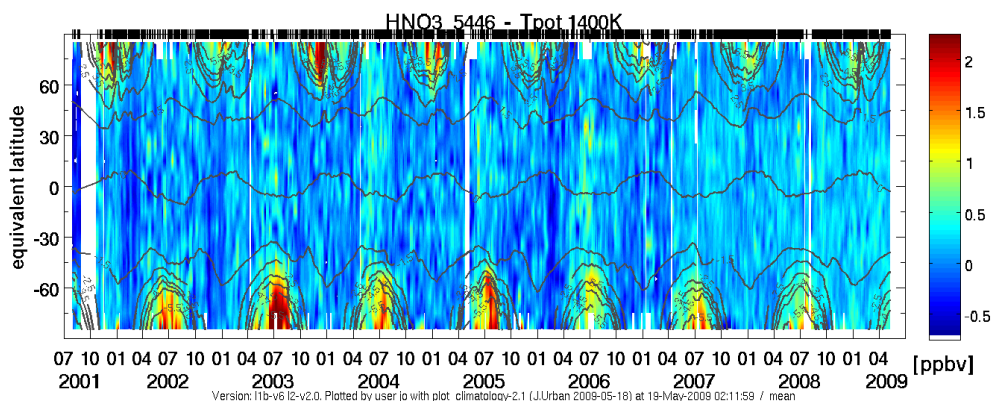 HNO3 5446 - Tpot 1400K
equivalent latitude
60
30
0
-30
-60
07 10 01 04 07 10 01 04 07 10 01 04 07 10 01 04 07 10 01 04 07 10 01 04 07 10 01 04 07 10 01 04
2001 2002 2003 2004 2005 2006 2007 2008 2009
2
1.5
1
0.5
0
-0.5
[ppbv]
Version: l1b-v6 l2-v2.0. Plotted by user jo with plot_climatology-2.1 (J.Urban 2009-05-18) at 19-May-2009 02:11:59 / mean